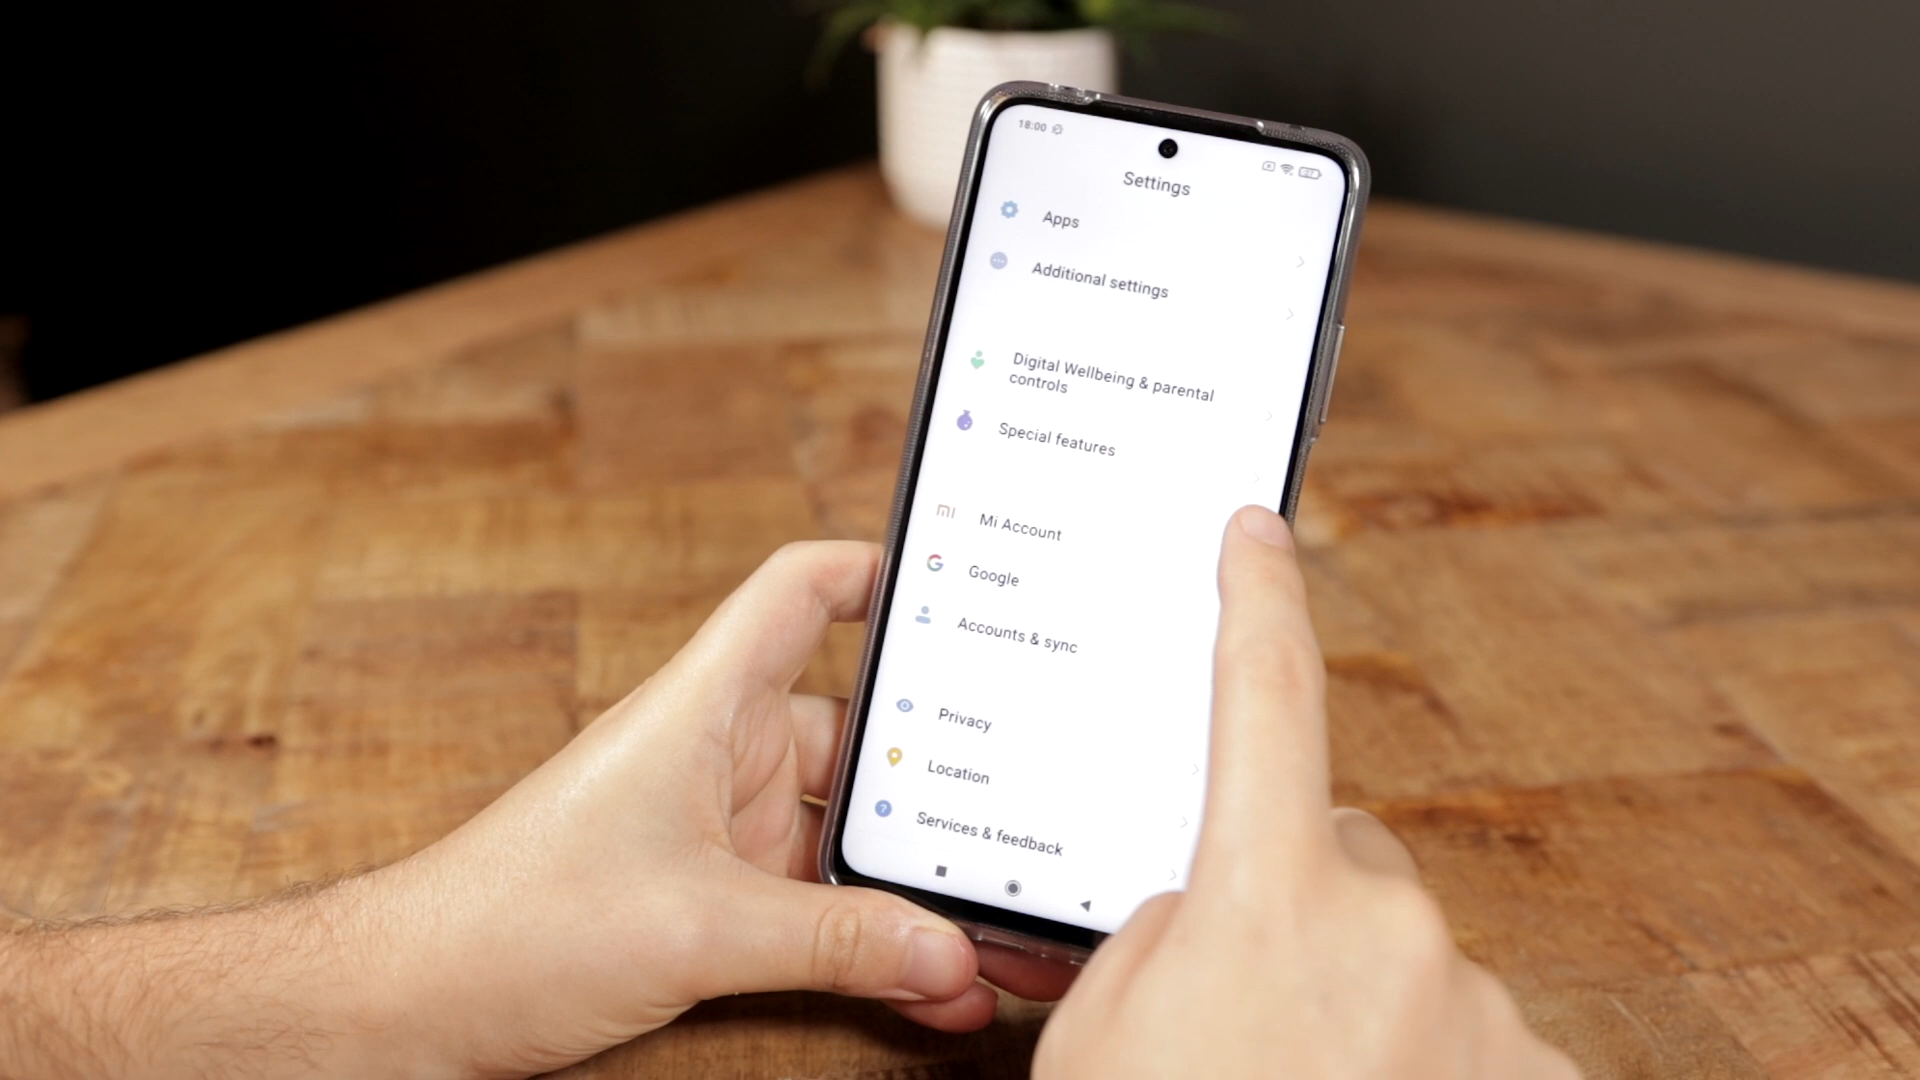 18:00
Settings
Apps
Additional settings
Digital Wellbeing & parental
controls
Special features
Mi Account
Google
Accounts & sync
Privacy
Location
Services & feedback